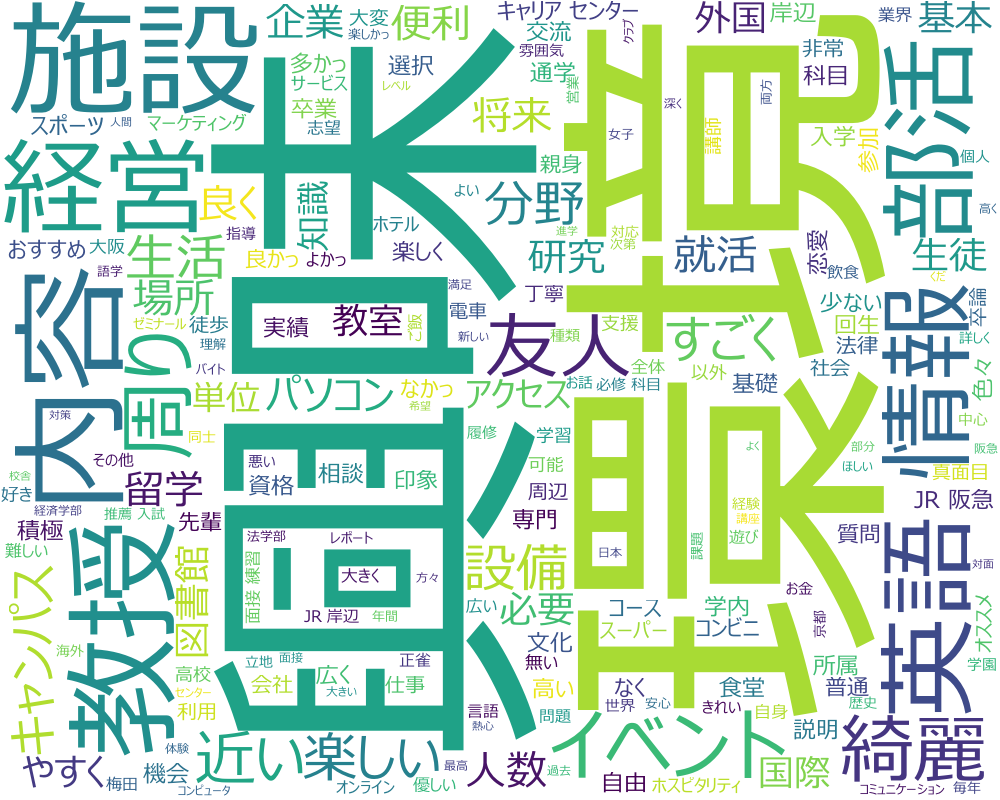 施設
企業
大変
楽しかっ
便利
キャリア センター
外国
岸辺
業界
基本
多かっ
サービス
選択
レベル
交流
雰囲気
通学
営業
クラブ
深く
両方
非常
科目
部活
スポーツ
人間
マーケティング
卒業
志望
将来
女子
講師
入学
参加
個人
経営
良く
知識
親身
よい
分野
対応
次第
高く
指導
ホテル
進学
おすすめ
大阪
生活
良かっ
よかっ
楽しく
研究
就活
恋愛
飲食
生徒
語学
場所
満足
電車
丁寧
少ない
卒論
くだ
内容
ゼミナール
徒歩
実績
教室
ご飯
新しい
友人
種類
支援
すごく
回生
法律
詳しく
情報
周り
理解
バイト
全体
以外
社会
色々
単位
パソコン
なかっ
希望
アクセス
お話
必修 科目
基礎
対策
同士
履修
学習
中心
その他
悪い
相談
印象
可能
よく
部分
ほしい
阪急
校舎
好き
留学
資格
周辺
経験
真面目
経済学部
推薦 入試
先輩
専門
講座
JR 阪急
積極
難しい
法学部
レポート
遊び
質問
教授
図書館
面接 練習
大きく
方々
設備
日本
課題
英語
対面
キャンパス
JR 岸辺
年間
広い
必要
コース
学内
お金
オススメ
文化
スーパー
コンビニ
京都
海外
高校
立地
面接
正雀
無い
所属
学園
センター
利用
会社
広く
大きい
仕事
言語
高い
なく
食堂
普通
歴史
やすく
体験
近い
楽しい
熱心
問題
イベント
世界
安心
きれい
自身
説明
綺麗
梅田
機会
コンピュータ
オンライン
優しい
最高
人数
過去
自由
ホスピタリティ
国際
コミュニケーション
毎年
環境